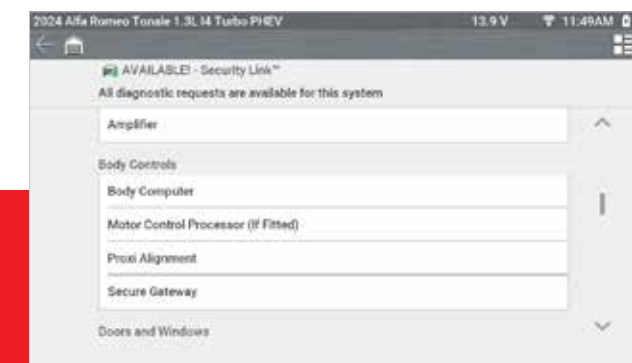 2024 Alfa Romeo Tonale 1.3L I4 Turbo PHEV 13.9 V 11:49AM
AVAILABLE! - Security Link™
All diagnostic requests are available for this system
Amplifier
Body Controls
Body Computer
Motor Control Processor (If Fitted)
Proxi Alignment
Secure Gateway
Doors and Windows